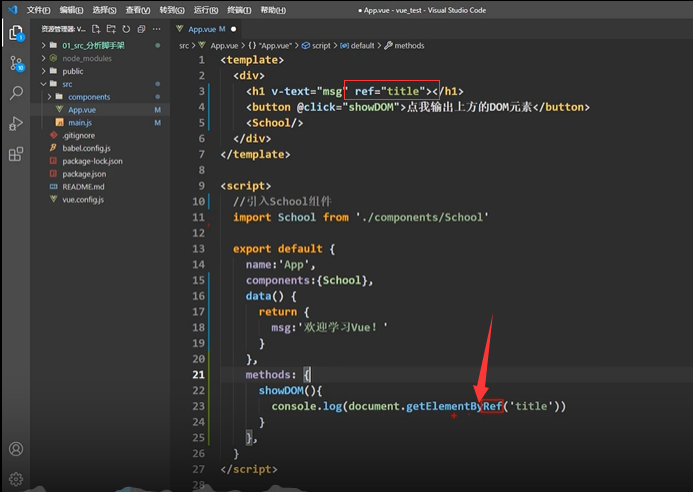 文件(F) 编辑(E) 选择(S) 查看(V) 转到(G) 运行(R) 终端(T) 帮助(H)
App.vue - vue_test - Visual Studio Code
资源管理器: V...
01_src_分析脚手架
node_modules
public
src
components
App.vue M
main.js M
.gitignore
babel.config.js
package-lock.json
package.json
README.md
vue.config.js
App.vue M
src > App.vue > {} "App.vue" > script > default > methods
1 <template>
2 <div>
3 <h1 v-text="msg" ref="title"></h1>
4 <button @click="showDOM">点我输出上方的DOM元素</button>
5 <School/>
6 </div>
7 </template>
8
9 <script>
10 //引入School组件
11 import School from './components/School'
12
13 export default {
14 name:'App',
15 components:{School},
16 data() {
17 return {
18 msg:'欢迎学习Vue! '
19 }
20 },
21 methods: {
22 showDOM(){
23 console.log(document.getElementByRef('title'))
24 }
25 },
26 }
27 </script>
28